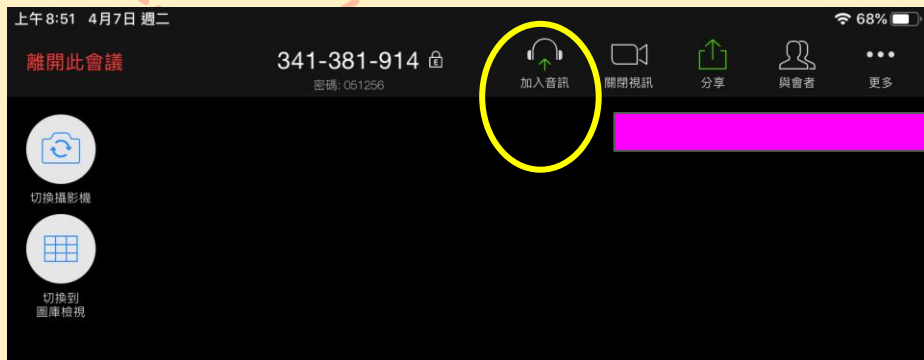 上午8:51 4月7日 週二
68%
離開此會議
341-381-914
密碼: 051256
加入音訊
關閉視訊
分享
與會者
更多
切換攝影機
切換到
圖庫檢視